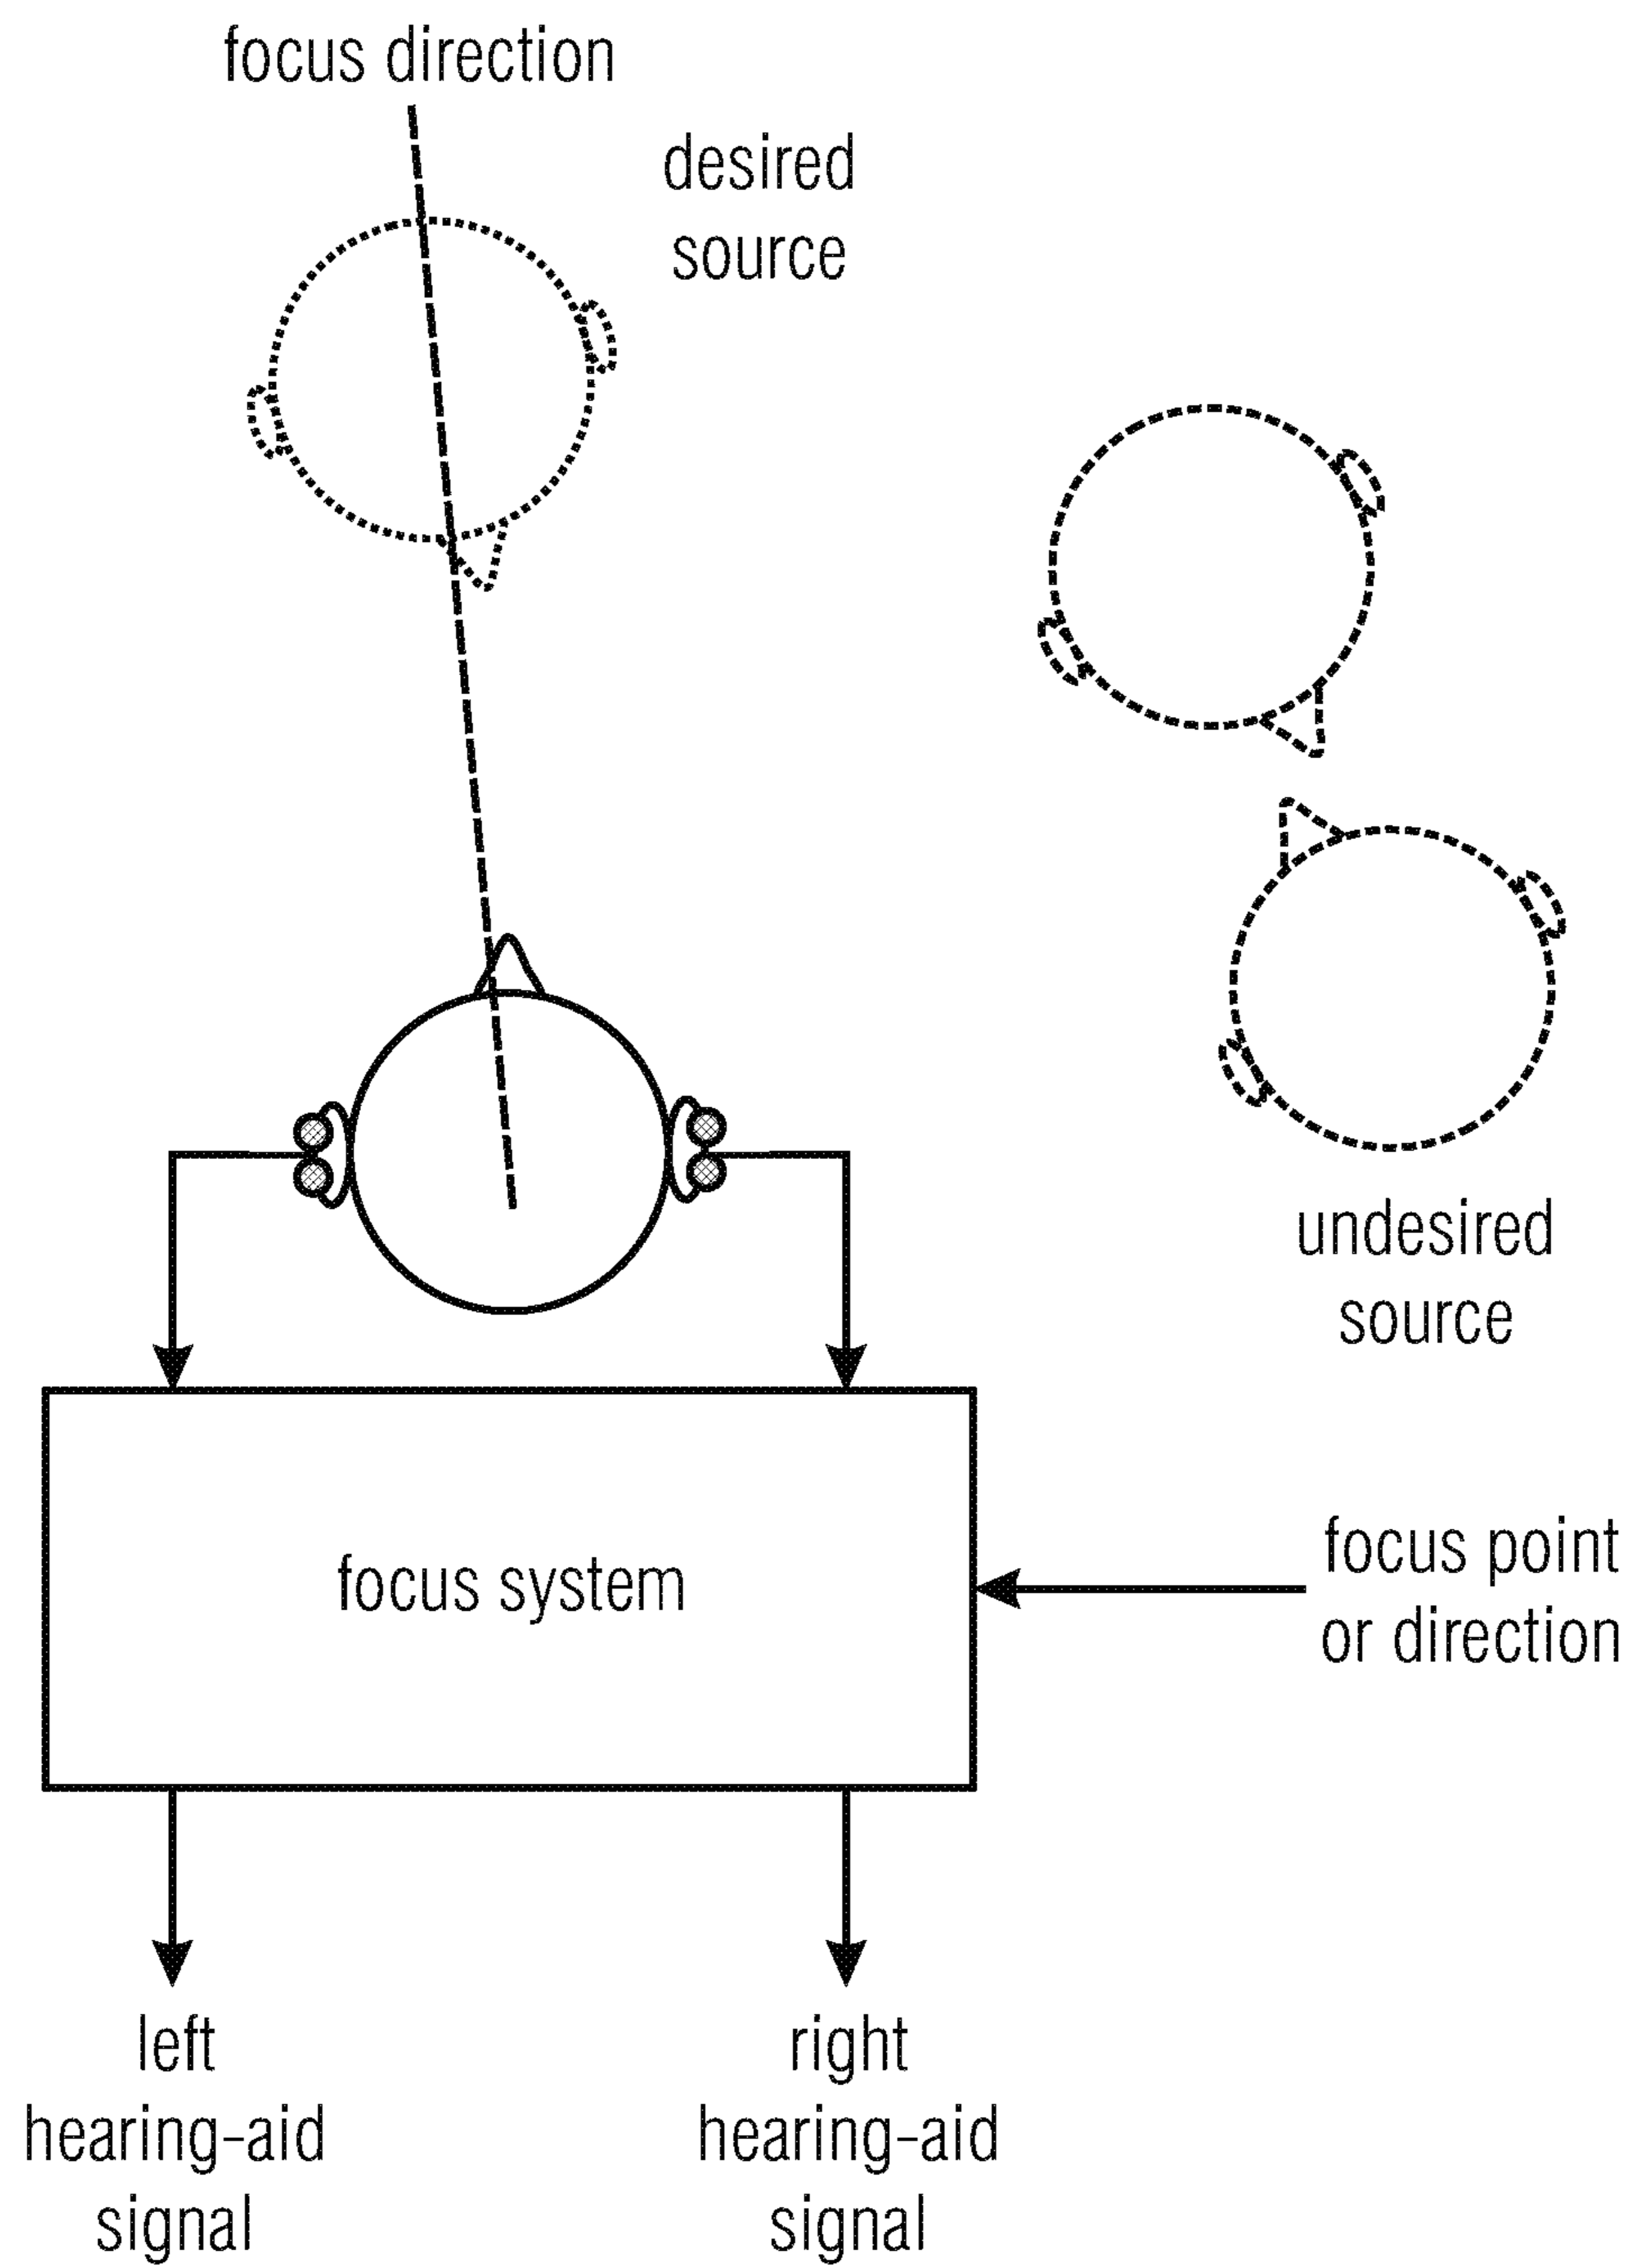 focus direction
desired
source
undesired
source
focus system
focus point
or direction
left
hearing-aid
signal
right
hearing-aid
signal